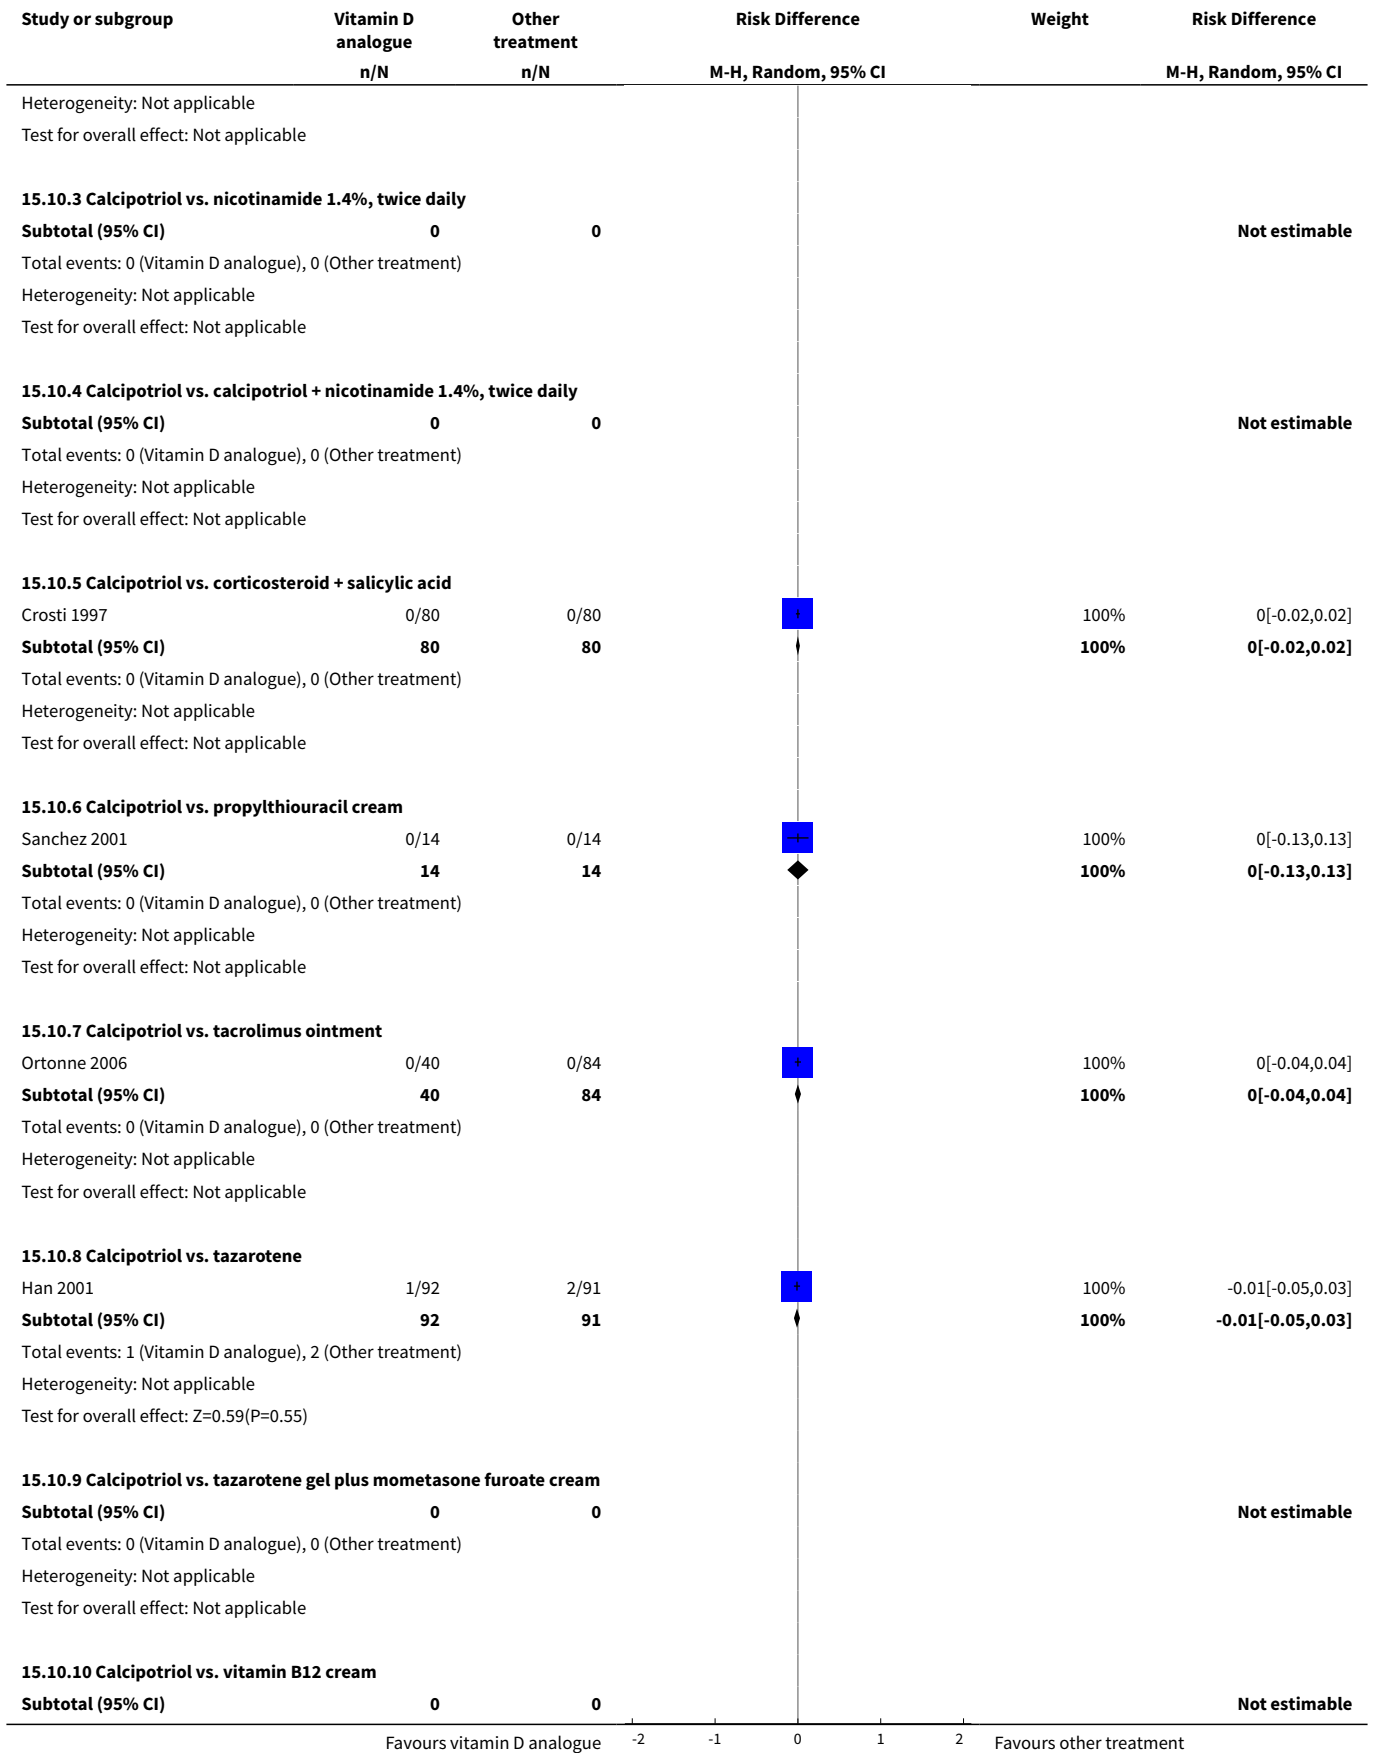 Study or subgroup Vitamin D analogue Other treatment Risk Difference Weight Risk Difference
n/N n/N M-H, Random, 95% CI M-H, Random, 95% CI
Heterogeneity: Not applicable
Test for overall effect: Not applicable
15.10.3 Calcipotriol vs. nicotinamide 1.4%, twice daily
Subtotal (95% CI) 0 0 Not estimable
Total events: 0 (Vitamin D analogue), 0 (Other treatment)
Heterogeneity: Not applicable
Test for overall effect: Not applicable
15.10.4 Calcipotriol vs. calcipotriol + nicotinamide 1.4%, twice daily
Subtotal (95% CI) 0 0 Not estimable
Total events: 0 (Vitamin D analogue), 0 (Other treatment)
Heterogeneity: Not applicable
Test for overall effect: Not applicable
15.10.5 Calcipotriol vs. corticosteroid + salicylic acid
Crosti 1997 0/80 0/80 100% 0[-0.02,0.02]
Subtotal (95% CI) 80 80 100% 0[-0.02,0.02]
Total events: 0 (Vitamin D analogue), 0 (Other treatment)
Heterogeneity: Not applicable
Test for overall effect: Not applicable
15.10.6 Calcipotriol vs. propylthiouracil cream
Sanchez 2001 0/14 0/14 100% 0[-0.13,0.13]
Subtotal (95% CI) 14 14 100% 0[-0.13,0.13]
Total events: 0 (Vitamin D analogue), 0 (Other treatment)
Heterogeneity: Not applicable
Test for overall effect: Not applicable
15.10.7 Calcipotriol vs. tacrolimus ointment
Ortonne 2006 0/40 0/84 100% 0[-0.04,0.04]
Subtotal (95% CI) 40 84 100% 0[-0.04,0.04]
Total events: 0 (Vitamin D analogue), 0 (Other treatment)
Heterogeneity: Not applicable
Test for overall effect: Not applicable
15.10.8 Calcipotriol vs. tazarotene
Han 2001 1/92 2/91 100% -0.01[-0.05,0.03]
Subtotal (95% CI) 92 91 100% -0.01[-0.05,0.03]
Total events: 1 (Vitamin D analogue), 2 (Other treatment)
Heterogeneity: Not applicable
Test for overall effect: Z=0.59(P=0.55)
15.10.9 Calcipotriol vs. tazarotene gel plus mometasone furoate cream
Subtotal (95% CI) 0 0 Not estimable
Total events: 0 (Vitamin D analogue), 0 (Other treatment)
Heterogeneity: Not applicable
Test for overall effect: Not applicable
15.10.10 Calcipotriol vs. vitamin B12 cream
Subtotal (95% CI) 0 0 Not estimable
Favours vitamin D analogue -2 -1 0 1 2 Favours other treatment